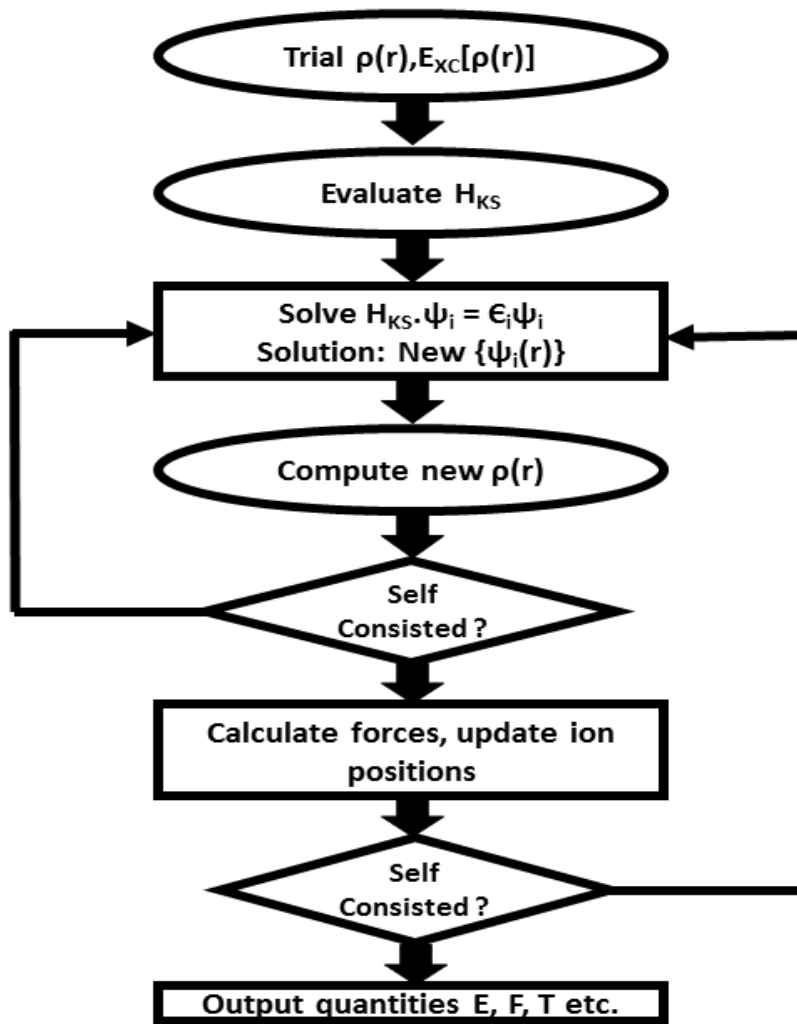 Trial ρ(r),E_XC[ρ(r)]
Evaluate H_KS
Solve H_KS.ψ_i = Є_iψ_i
Solution: New {ψ_i(r)}
Compute new ρ(r)
Self
Consisted ?
Calculate forces, update ion
positions
Self
Consisted ?
Output quantities E, F, T etc.